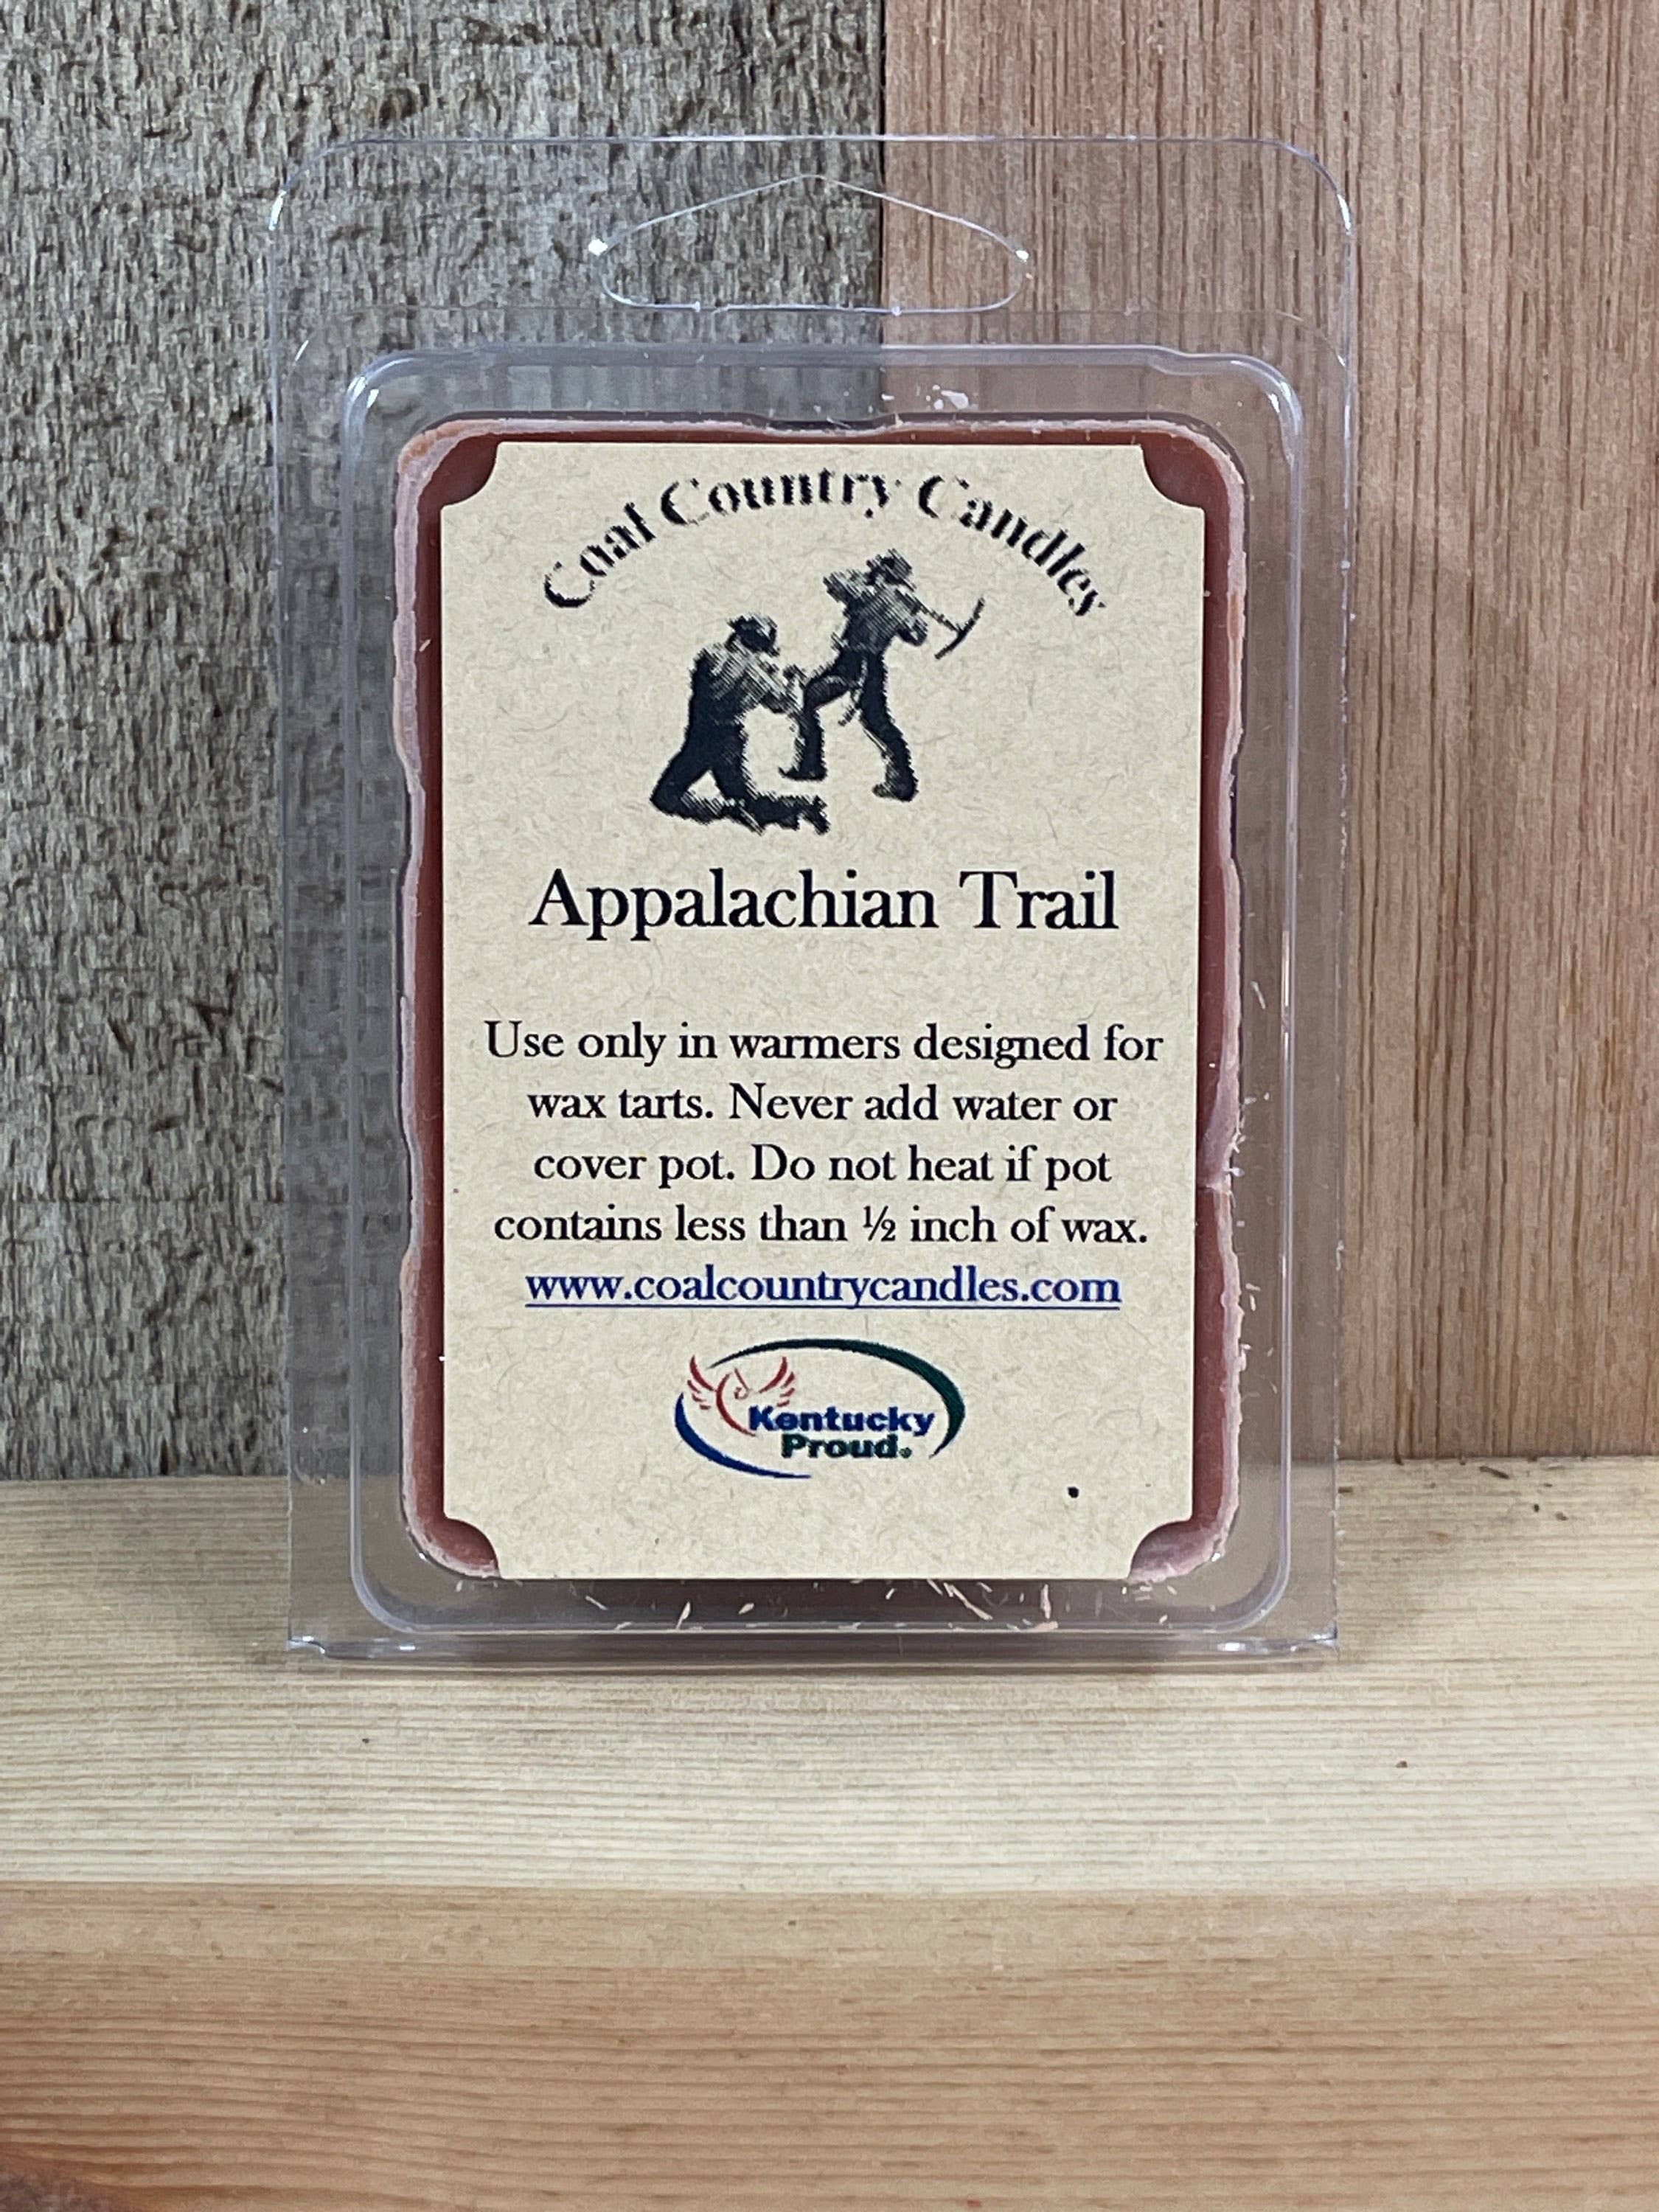 Coal Country Candles
Appalachian Trail
Use only in warmers designed for
wax tarts. Never add water or
cover pot. Do not heat if pot
contains less than ½ inch of wax.
www.coalcountrycandles.com
Kentucky
Proud.